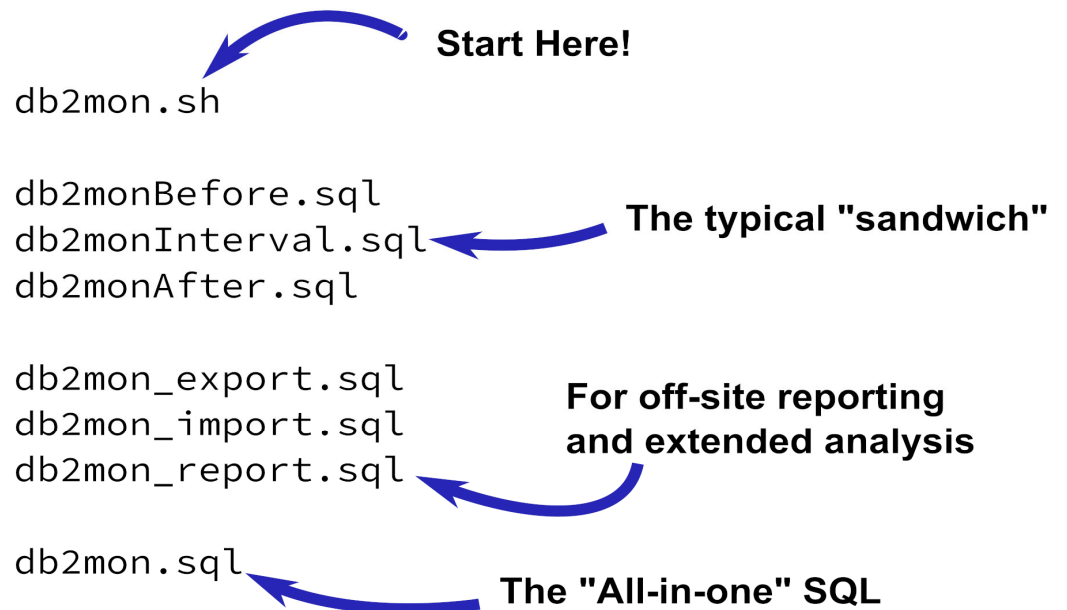 Start Here!
db2mon.sh
db2monBefore.sql
db2monInterval.sql
The typical "sandwich"
db2monAfter.sql
db2mon_export.sql
db2mon_import.sql
db2mon_report.sql
For off-site reporting
and extended analysis
db2mon.sql
The "All-in-one" SQL